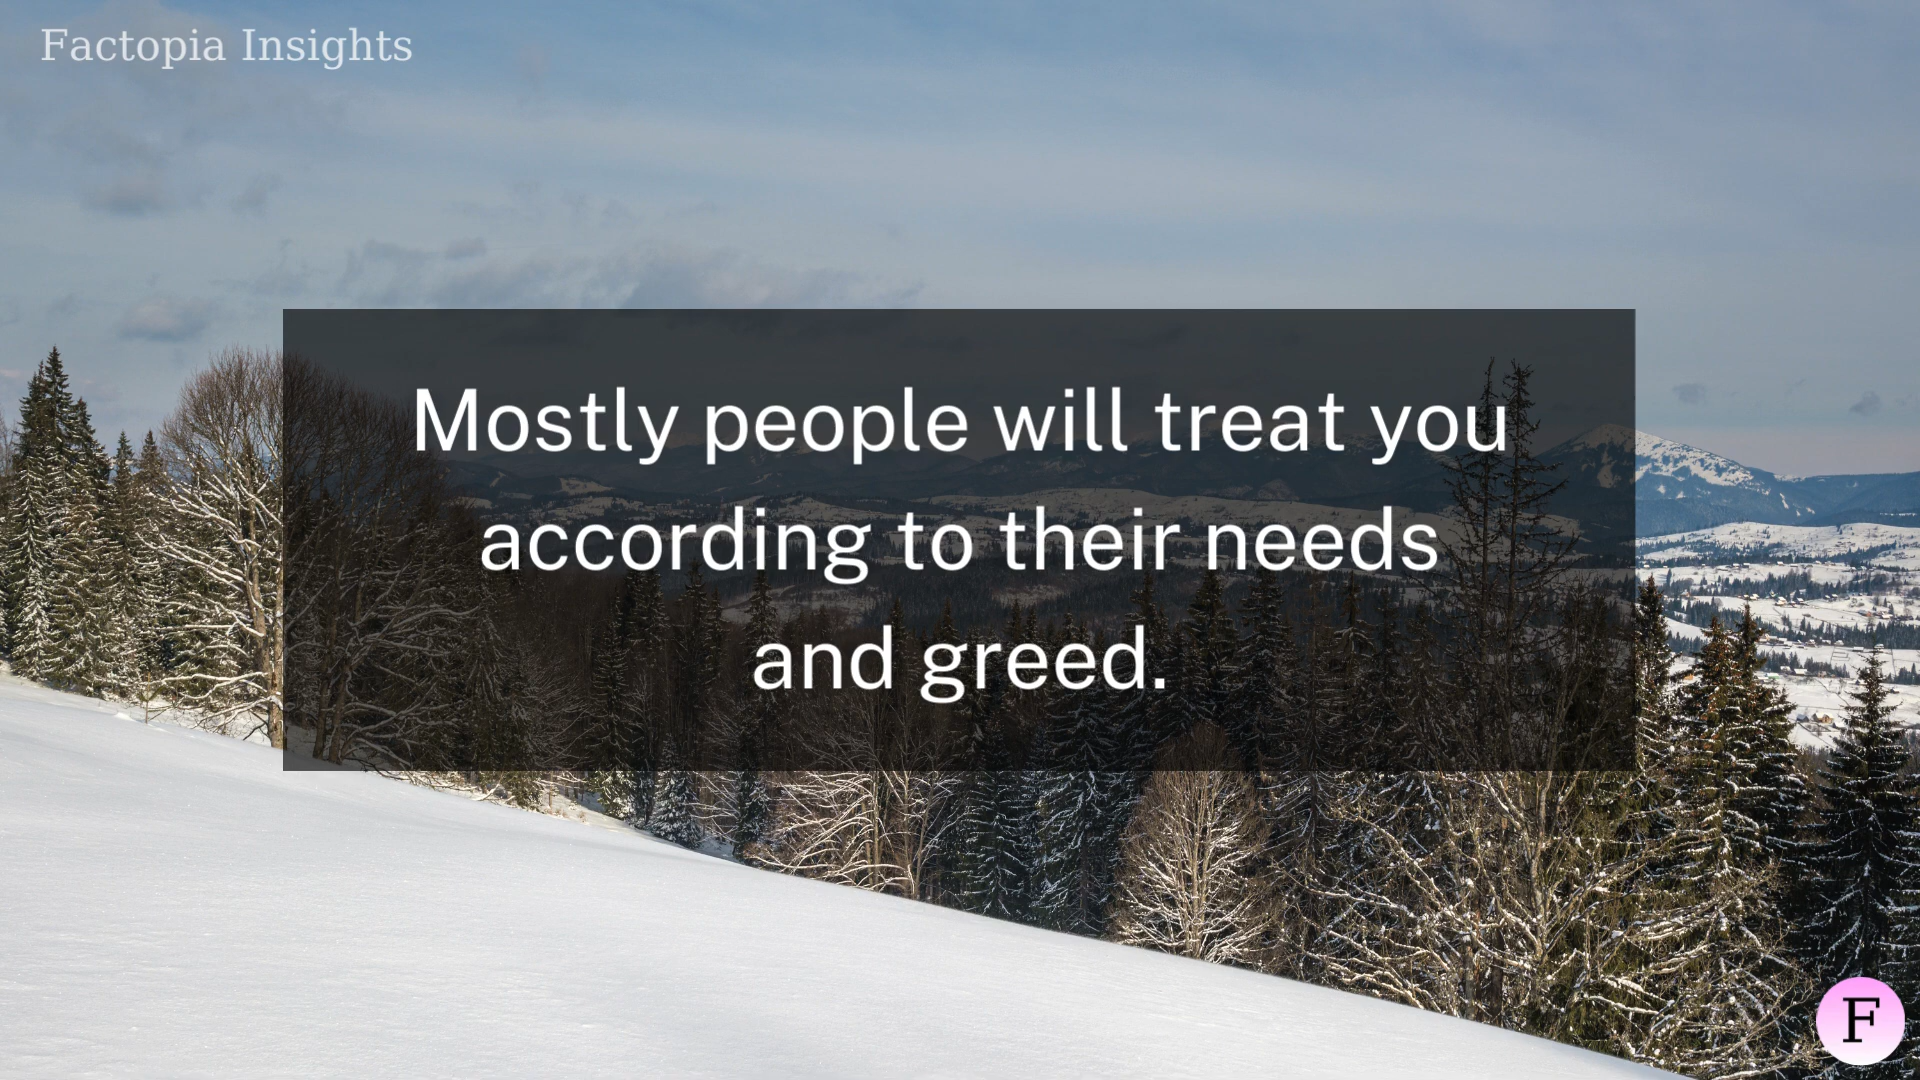 Factopia Insights
Mostly people will treat you
according to their needs
and greed.
F